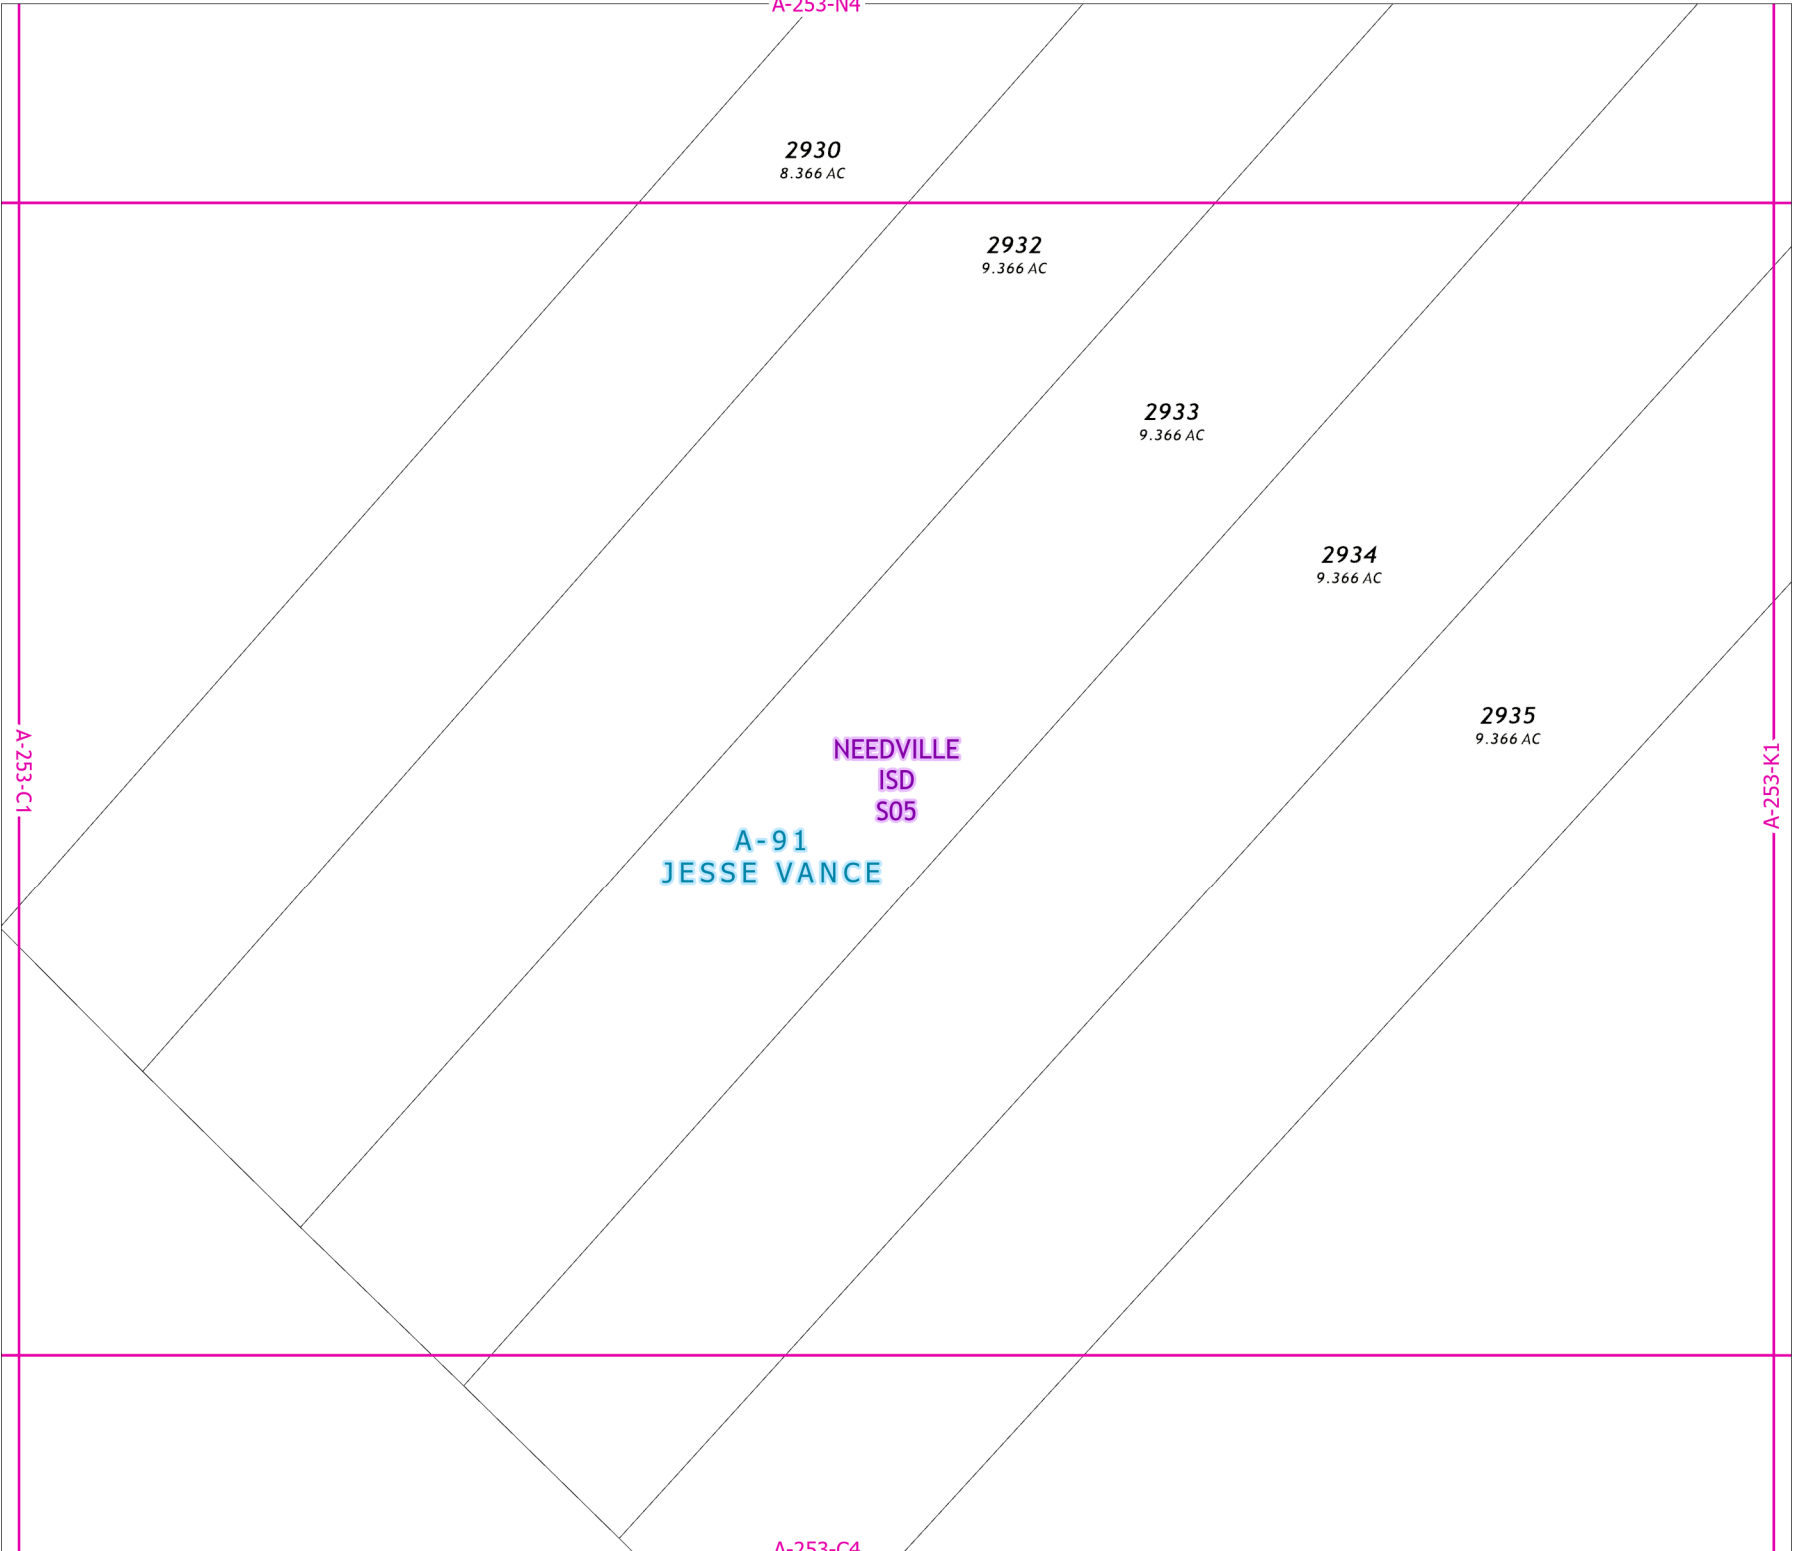 A-253-N4
2930
8.366 AC
2932
9.366 AC
2933
9.366 AC
2934
9.366 AC
2935
9.366 AC
A-253-C1
NEEDVILLE
ISD
S05
A-253-K1
A-91
JESSE VANCE
A-253-C4